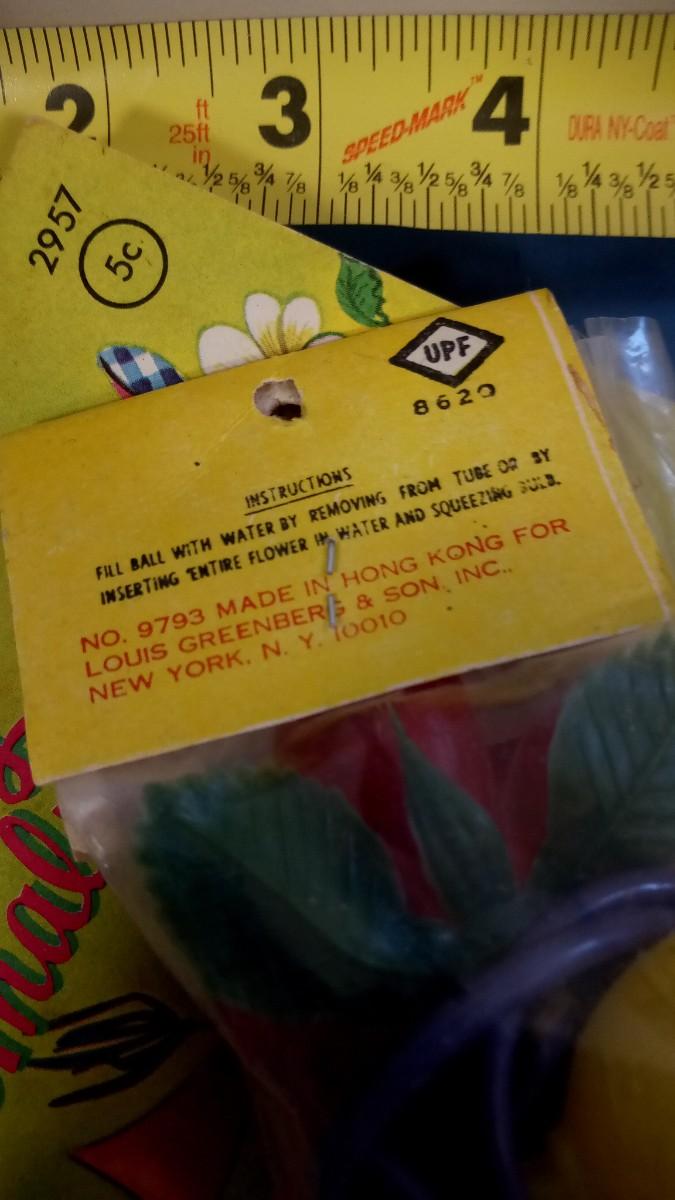 2 3 4
ft
25ft
in
SPEED-MARK™
DURA NY-Coat™
1/2 5/8 3/4 7/8 1/8 1/4 3/8 1/2 5/8 3/4 7/8 1/8 1/4 3/8 1/2
2957
5c
UPF
8620
INSTRUCTIONS
FILL BALL WITH WATER BY REMOVING FROM TUBE OR BY
INSERTING ENTIRE FLOWER IN WATER AND SQUEEZING BULB.
NO. 9793 MADE IN HONG KONG FOR
LOUIS GREENBERG & SON, INC.,
NEW YORK, N. Y. 10010